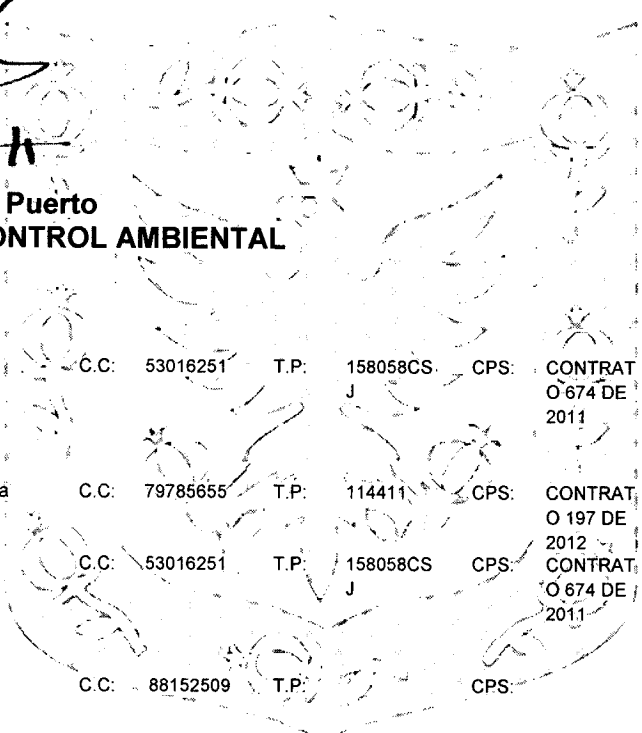 Puerto
ONTROL AMBIENTAL
C.C: 53016251 T.P: 158058CS CPS: CONTRAT
J O 674 DE
2011
a C.C: 79785655 T.P: 114411 CPS: CONTRAT
O 197 DE
2012
C.C: 53016251 T.P: 158058CS CPS: CONTRAT
J O 674 DE
2011
C.C: 88152509 T.P: CPS: